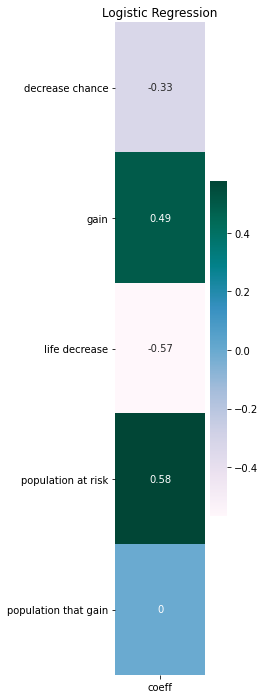 Logistic Regression
decrease chance
-0.33
gain
0.49
life decrease
-0.57
population at risk
0.58
population that gain
0
coeff
0.4
0.2
0.0
−0.2
−0.4